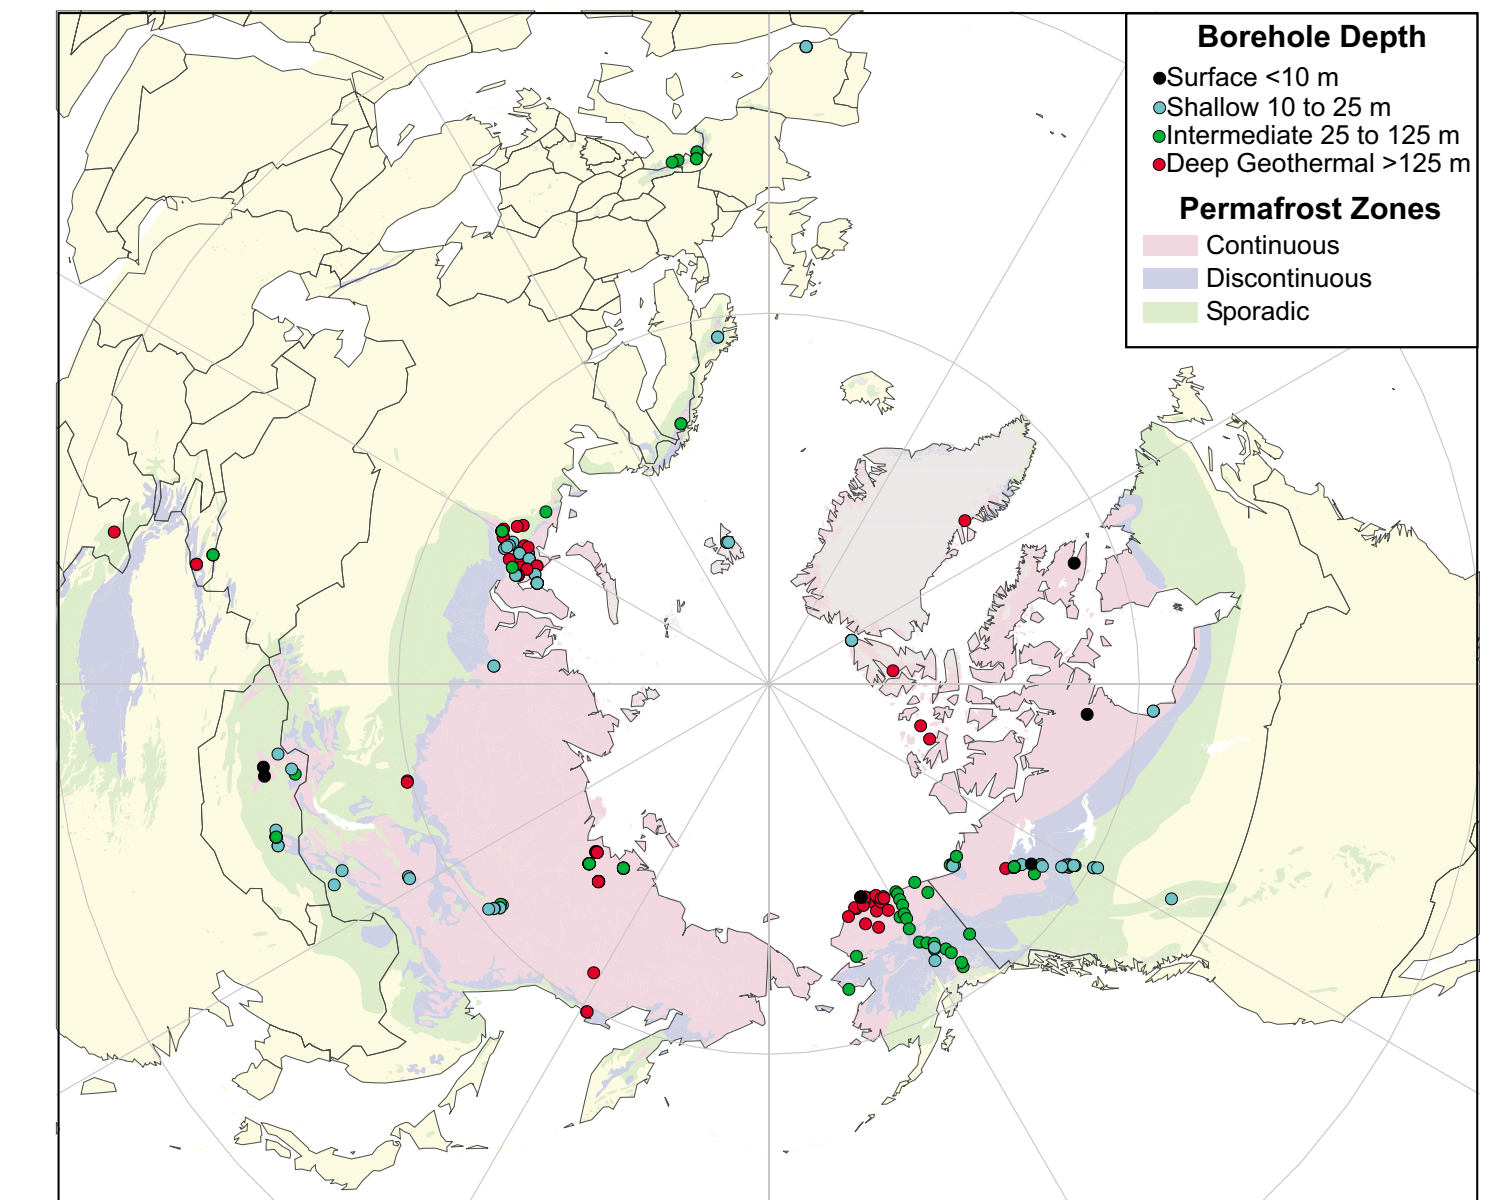 Borehole Depth
Surface <10 m
Shallow 10 to 25 m
Intermediate 25 to 125 m
Deep Geothermal >125 m
Permafrost Zones
Continuous
Discontinuous
Sporadic